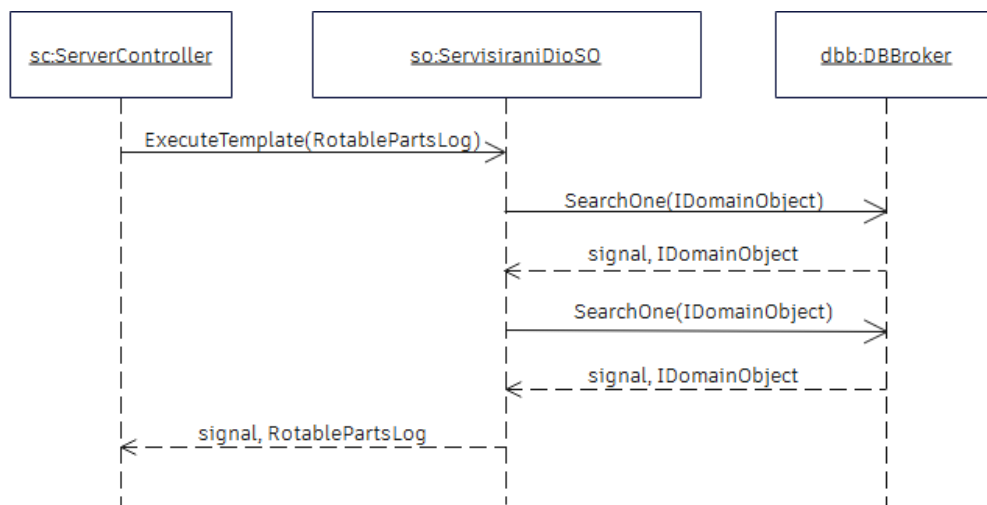 sc:ServerController
so:ServisiraniDioSO
dbb:DBBroker
ExecuteTemplate(RotablePartsLog)
SearchOne(IDomainObject)
signal, IDomainObject
SearchOne(IDomainObject)
signal, IDomainObject
signal, RotablePartsLog